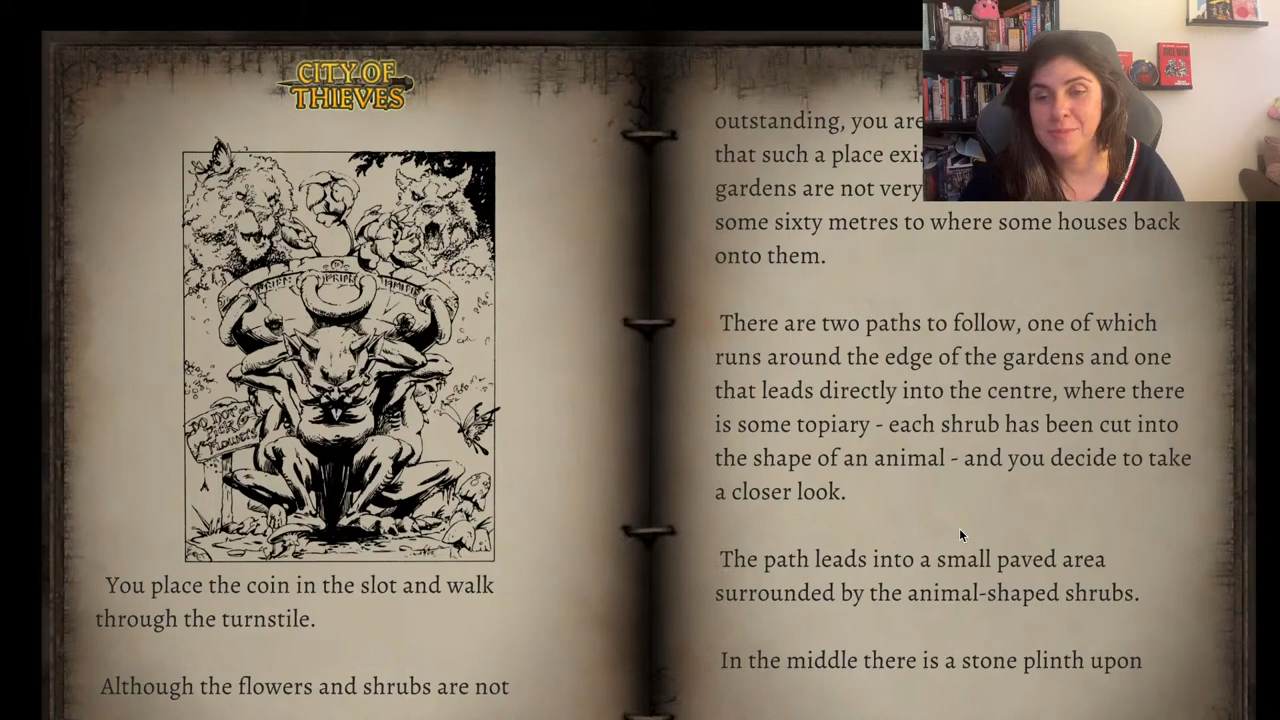 CITY OF
THIEVES
DO NOT
You place the coin in the slot and walk
through the turnstile.
Although the flowers and shrubs are not
outstanding, you are
that such a place
gardens are not very
some sixty metres to where some houses back
onto them.
There are two paths to follow, one of which
runs around the edge of the gardens and one
that leads directly into the centre, where there
is some topiary - each shrub has been cut into
the shape of an animal - and you decide to take
a closer look.
The path leads into a small paved area
surrounded by the animal-shaped shrubs.
In the middle there is a stone plinth upon